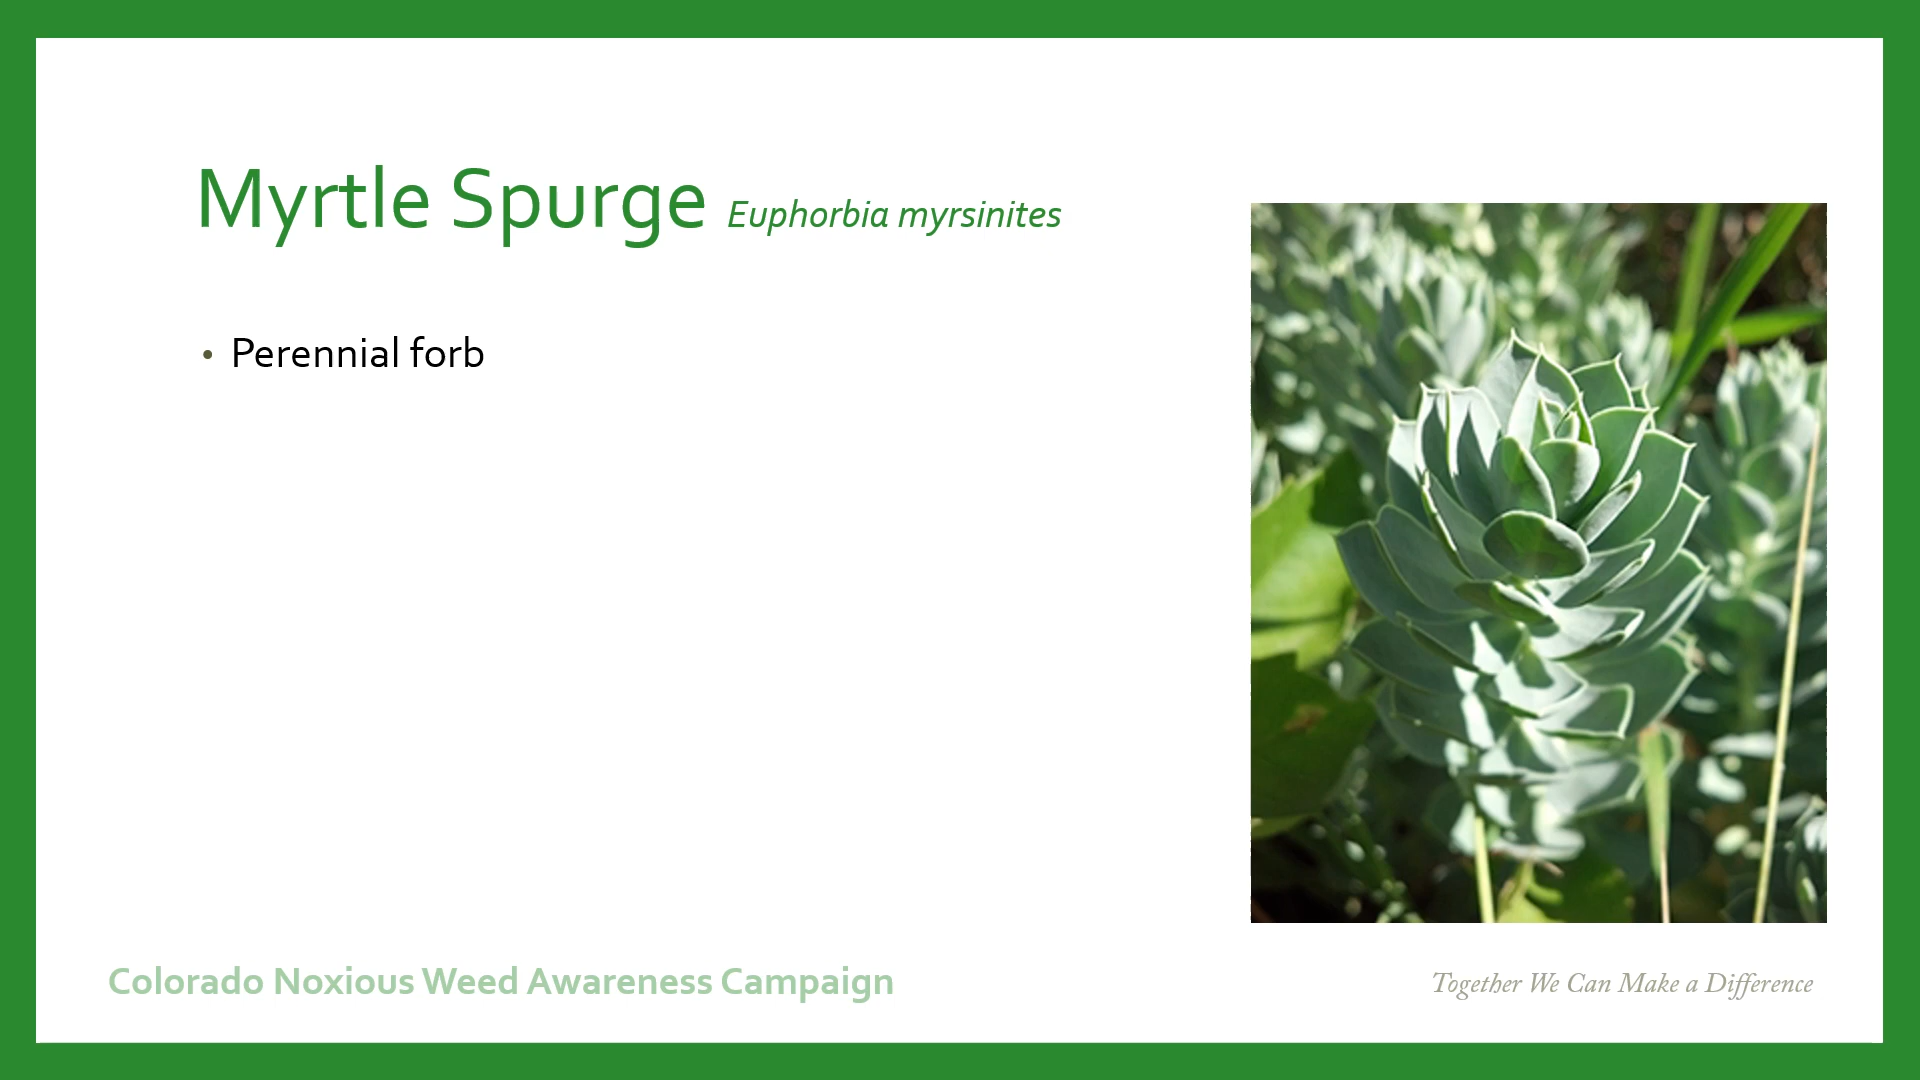 Myrtle Spurge Euphorbia myrsinites
• Perennial forb
Colorado Noxious Weed Awareness Campaign
Together We Can Make a Difference